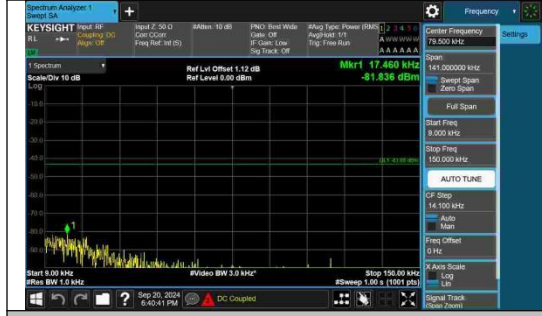 Spectrum Analyzer 1
Swept SA
+
Frequency
KEYSIGHT
RL
Input: RF
Coupling: DC
Align: Off
Input Z: 50 Ω
Corr CCorr
Freq Ref: Int (S)
#Atten: 10 dB
PNO: Best Wide
Gate: Off
IF Gain: Low
Sig Track: Off
#Avg Type: Power (RMS)
Avg|Hold: 1/1
Trig: Free Run
1 2 3 4 5 6
A W W W W W
A A A A A A
Center Frequency
79.500 kHz
Settings
1 Spectrum
Scale/Div 10 dB
Log
Ref Lvl Offset 1.12 dB
Ref Level 0.00 dBm
Mkr1 17.460 kHz
-81.836 dBm
Span
141.000000 kHz
Swept Span
Zero Span
Full Span
Start Freq
9.000 kHz
Stop Freq
150.000 kHz
AUTO TUNE
CF Step
14.100 kHz
Auto
Man
Freq Offset
0 Hz
X Axis Scale
Log
Lin
Signal Track
(Span Zoom)
-10.0
-20.0
-30.0
-40.0
-50.0
-60.0
-70.0
-80.0
-90.0
1
Start 9.00 kHz
#Res BW 1.0 kHz
#Video BW 3.0 kHz*
Stop 150.00 kHz
#Sweep 1.00 s (1001 pts)
?
Sep 20, 2024
5:40:41 PM
DC Coupled